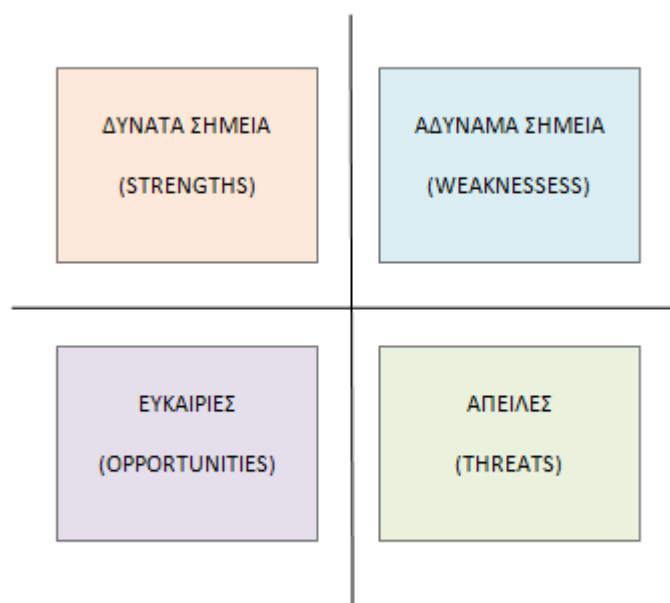 ΔΥΝΑΤΑ ΣΗΜΕΙΑ
(STRENGTHS)
ΑΔΥΝΑΜΑ ΣΗΜΕΙΑ
(WEAKNESSESS)
ΕΥΚΑΙΡΙΕΣ
(OPPORTUNITIES)
ΑΠΕΙΛΕΣ
(THREATS)